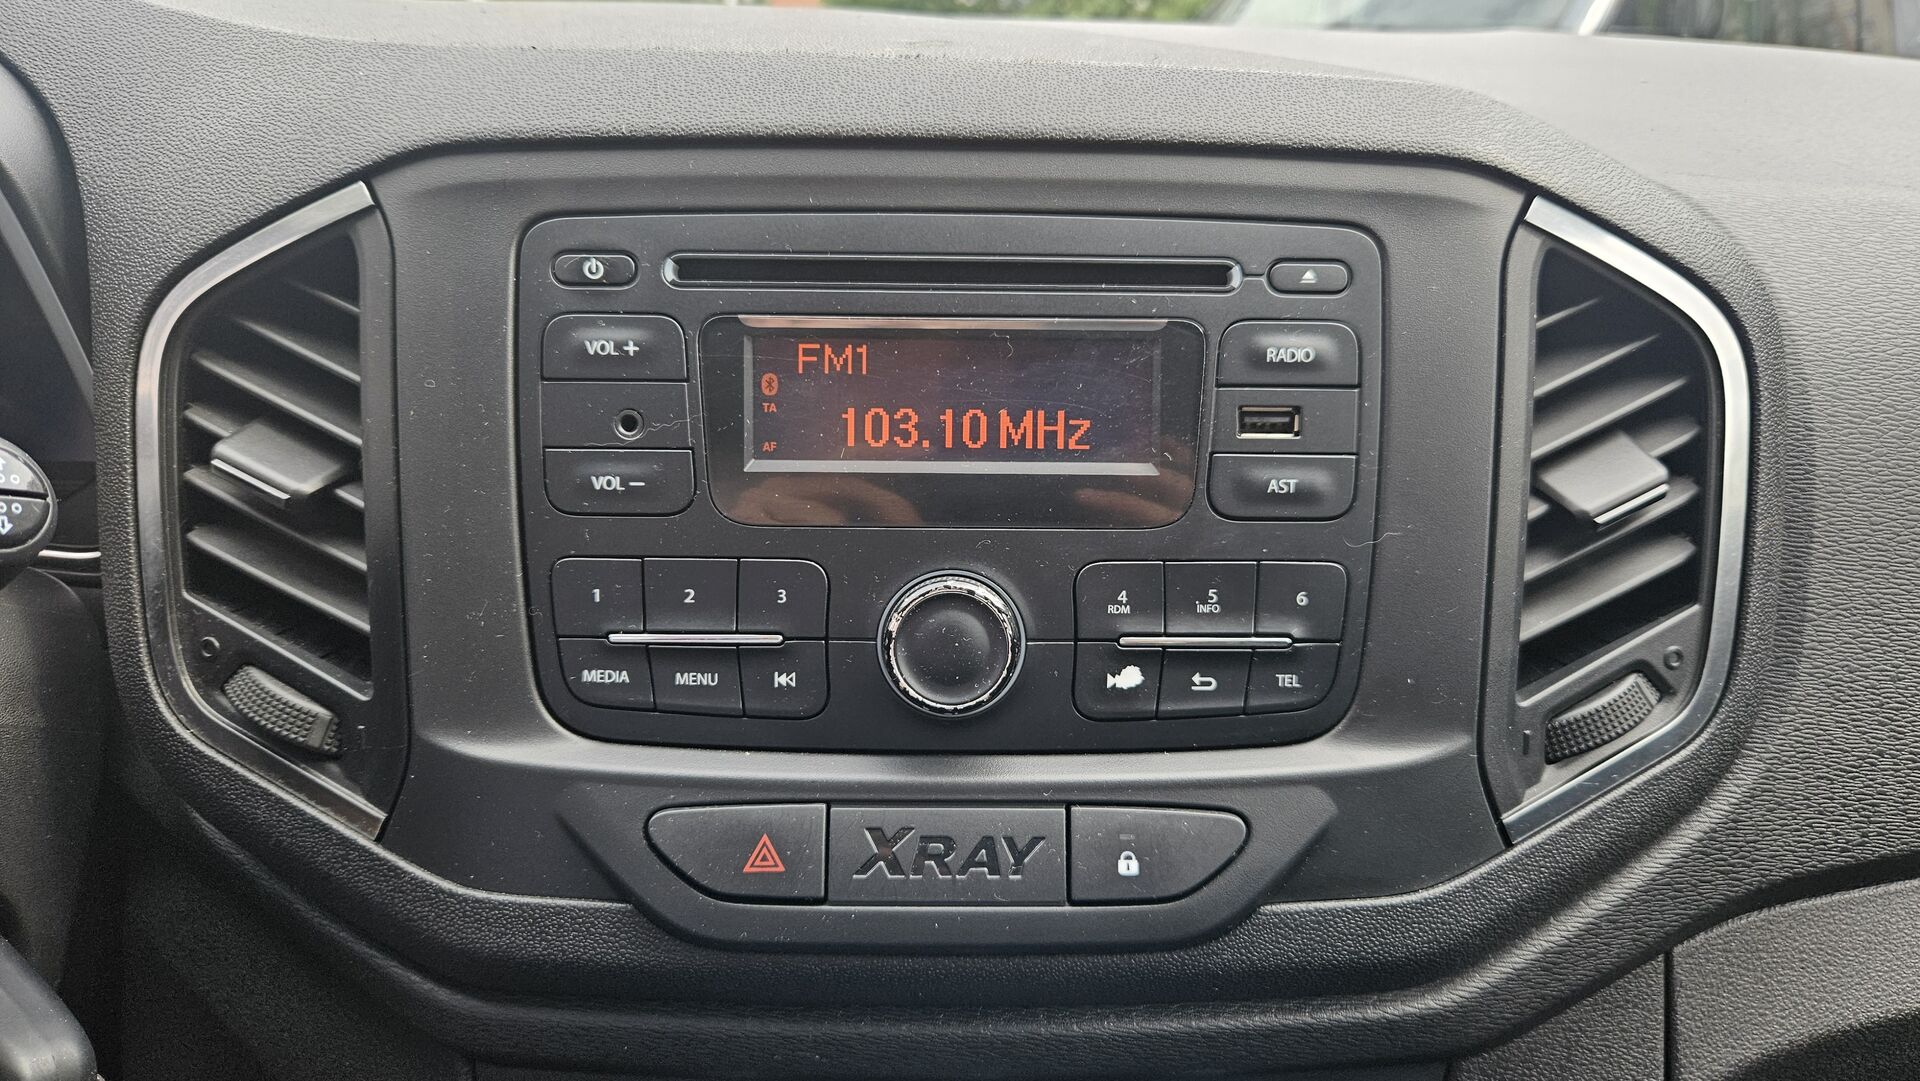 VOL +
FM1
RADIO
TA
AF
103.10 MHz
VOL −
AST
1
2
3
4
RDM
5
INFO
6
MEDIA
MENU
TEL
XRAY